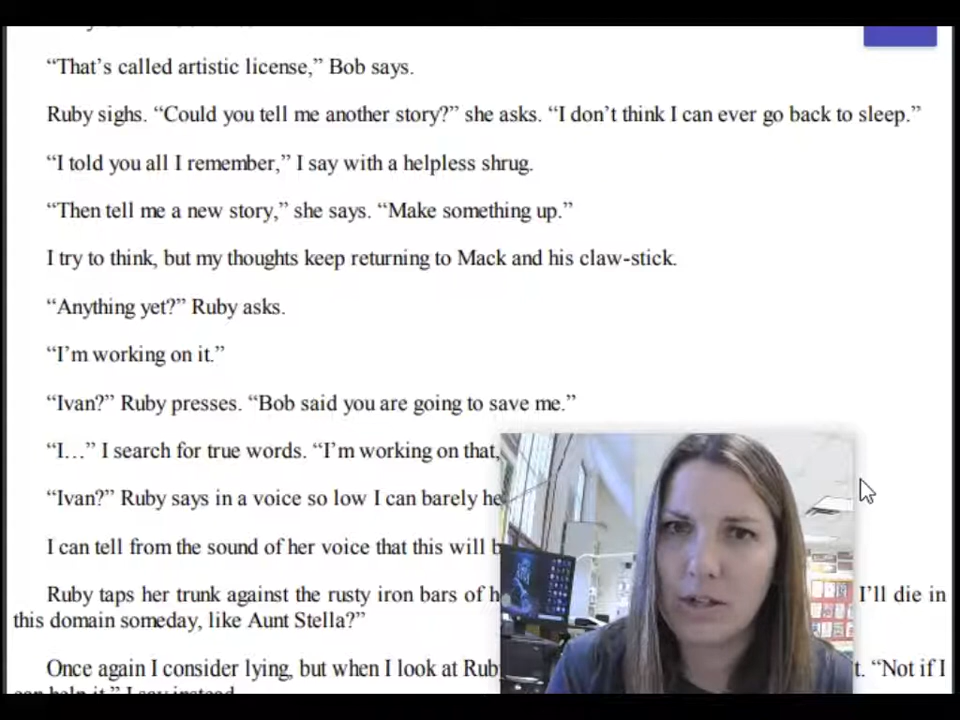 “That’s called artistic license,” Bob says.
Ruby sighs. “Could you tell me another story?” she asks. “I don’t think I can ever go back to sleep.”
“I told you all I remember,” I say with a helpless shrug.
“Then tell me a new story,” she says. “Make something up.”
I try to think, but my thoughts keep returning to Mack and his claw-stick.
“Anything yet?” Ruby asks.
“I’m working on it.”
“Ivan?” Ruby presses. “Bob said you are going to save me.”
“I…” I search for true words. “I’m working on that,
“Ivan?” Ruby says in a voice so low I can barely he
I can tell from the sound of her voice that this will b
Ruby taps her trunk against the rusty iron bars of h I’ll die in
this domain someday, like Aunt Stella?”
Once again I consider lying, but when I look at Rub t. “Not if I
can help it,” I say instead.